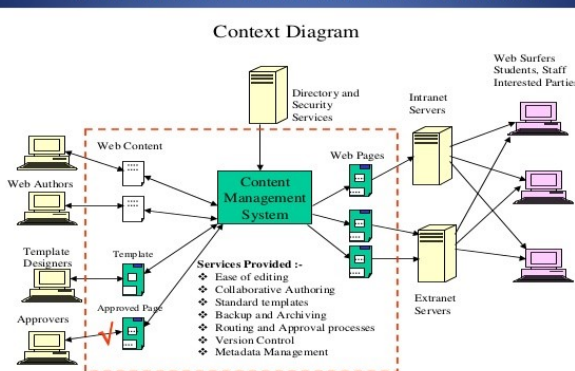 Context Diagram
Web Surfers
Students, Staff
Interested Partie
Directory and
Security
Services
Intranet
Servers
Web Content
Web Pages
Web Authors
Content
Management
System
Template
Designers
Template
Services Provided :-
Ease of editing
Collaborative Authoring
Standard templates
Backup and Archiving
Routing and Approval processes
Version Control
Metadata Management
Approved Page
Approvers
Extranet
Servers